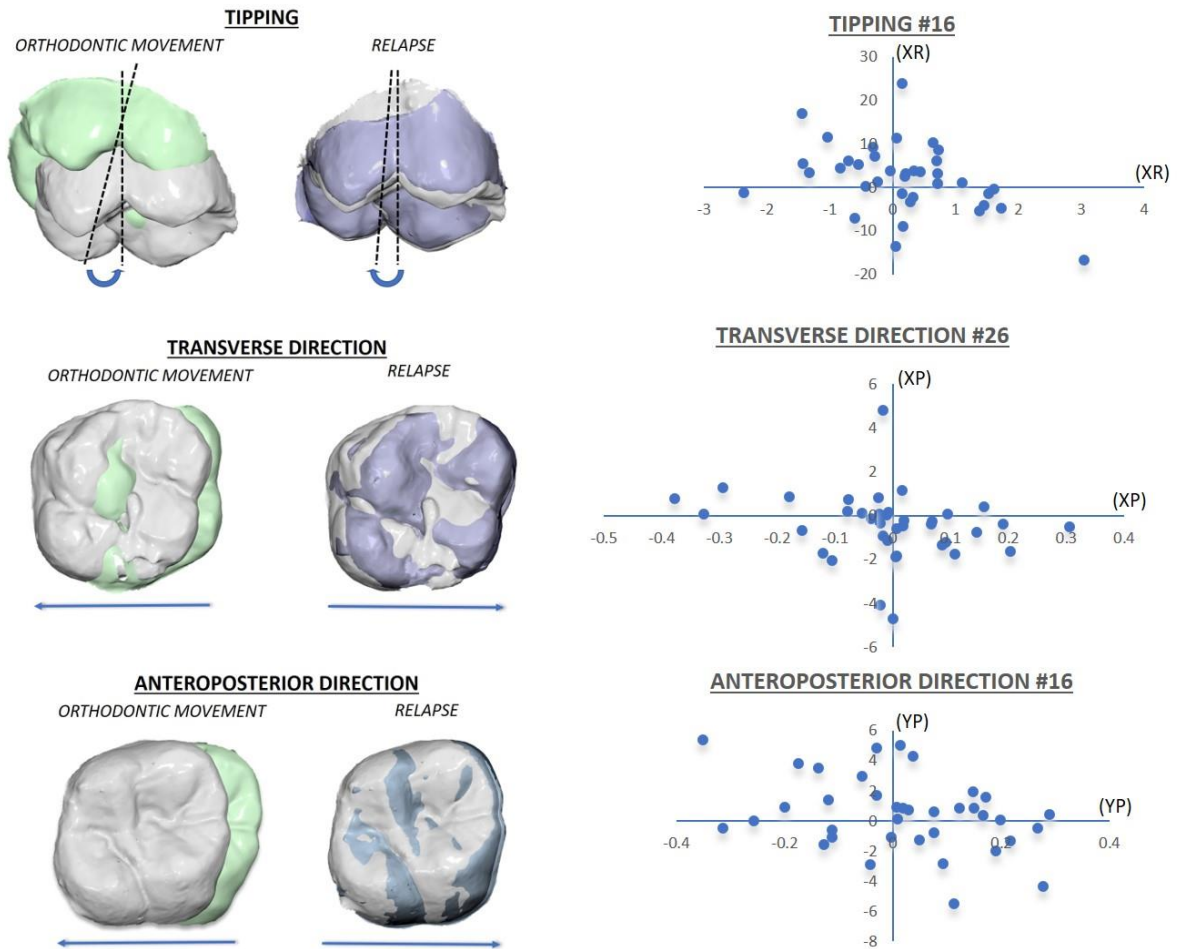 TIPPING
ORTHODONTIC MOVEMENT
RELAPSE
TIPPING #16
(XR)
30
20
10
0
-10
-20
(XR)
-3
-2
-1
0
1
2
3
4
TRANSVERSE DIRECTION
ORTHODONTIC MOVEMENT
RELAPSE
TRANSVERSE DIRECTION #26
(XP)
6
4
2
0
-2
-4
-6
(XP)
-0.5
-0.4
-0.3
-0.2
-0.1
0
0.1
0.2
0.3
0.4
ANTEROPOSTERIOR DIRECTION
ORTHODONTIC MOVEMENT
RELAPSE
ANTEROPOSTERIOR DIRECTION #16
(YP)
6
4
2
0
-2
-4
-6
-8
(YP)
-0.4
-0.2
0
0.2
0.4